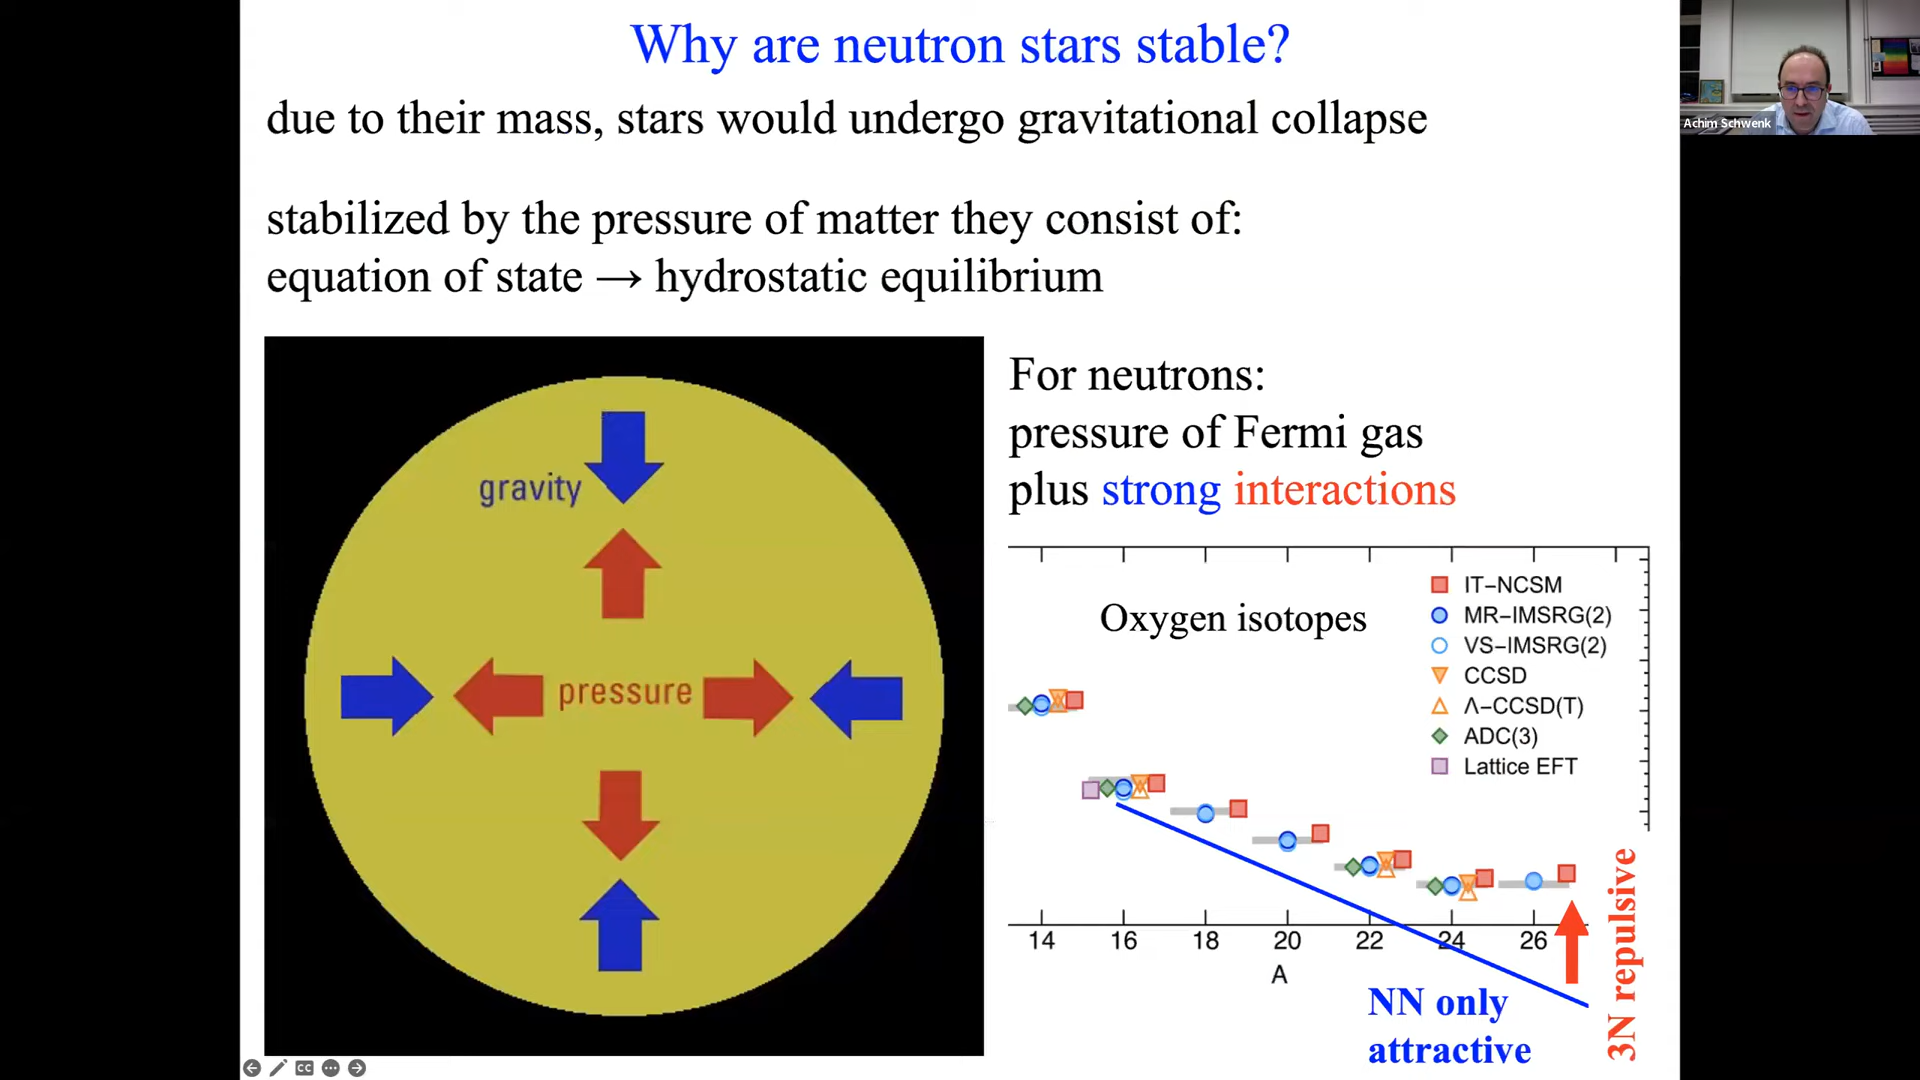 Why are neutron stars stable?
due to their mass, stars would undergo gravitational collapse
stabilized by the pressure of matter they consist of:
equation of state → hydrostatic equilibrium
gravity
pressure
For neutrons:
pressure of Fermi gas
plus strong interactions
Oxygen isotopes
IT–NCSM
MR–IMSRG(2)
VS–IMSRG(2)
CCSD
Λ–CCSD(T)
ADC(3)
Lattice EFT
14 16 18 20 22 24 26
A
NN only
attractive
3N repulsive
Achim Schwenk
CC